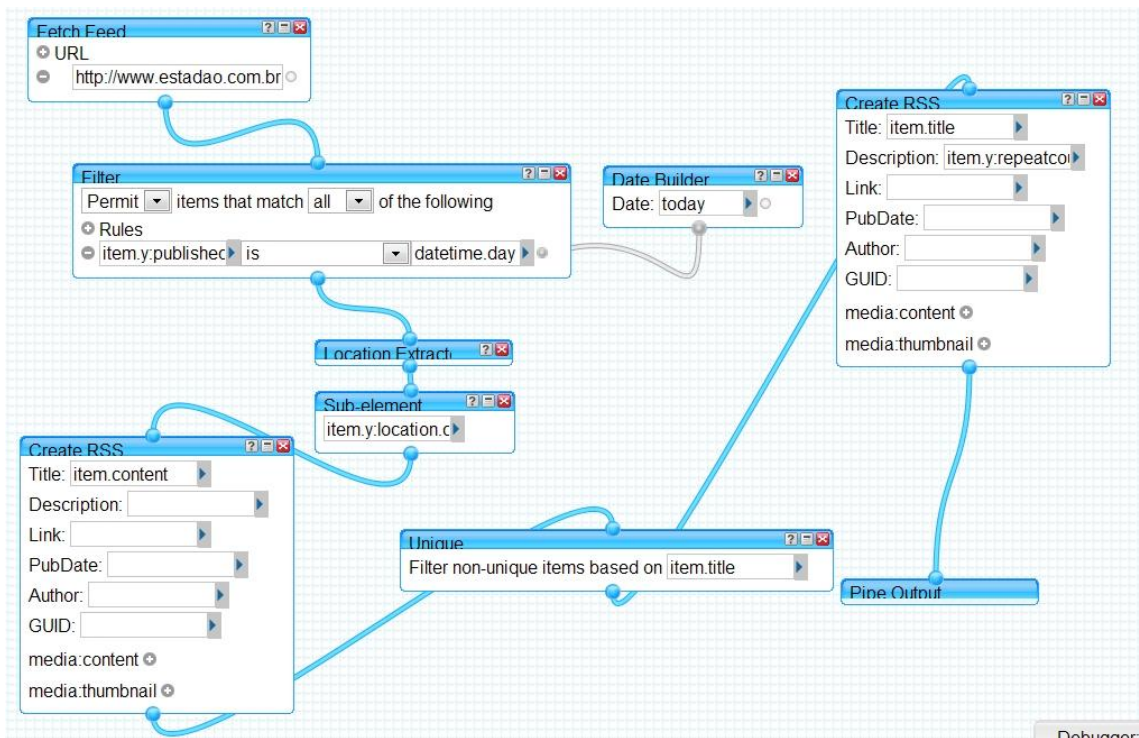 Fetch Feed
URL
http://www.estadao.com.br
Filter
Permit items that match all of the following
Rules
item.y:published is datetime.day
Date Builder
Date: today
Location Extract
Sub-element
item.y:location.c
Create RSS
Title: item.content
Description:
Link:
PubDate:
Author:
GUID:
media:content
media:thumbnail
Unique
Filter non-unique items based on item.title
Create RSS
Title: item.title
Description: item.y:repeatcou
Link:
PubDate:
Author:
GUID:
media:content
media:thumbnail
Pipe Output
Debugger: